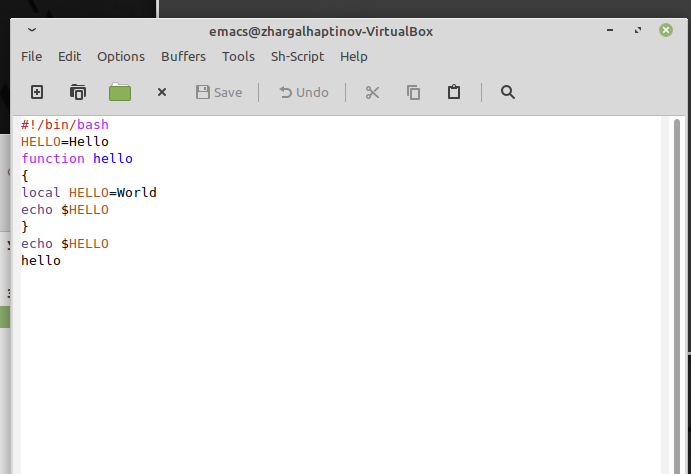 emacs@zhargalhaptinov-VirtualBox
File Edit Options Buffers Tools Sh-Script Help
Save Undo
#!/bin/bash
HELLO=Hello
function hello
{
local HELLO=World
echo $HELLO
}
echo $HELLO
hello